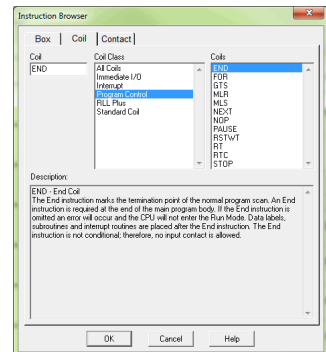 Instruction Browser
Box Coil Contact
Coil Coil Class Coils
END
All Coils
Immediate I/O
Interrupt
Program Control
RLL Plus
Standard Coil
END
FOR
GTS
MLR
MLS
NEXT
NOP
PAUSE
RSTWT
RT
RTC
STOP
Description:
END - End Coil
The End instruction marks the termination point of the normal program scan. An End
instruction is required at the end of the main program body. If the End instruction is
omitted an error will occur and the CPU will not enter the Run Mode. Data labels,
subroutines and interrupt routines are placed after the End instruction. The End
instruction is not conditional; therefore, no input contact is allowed.
OK Cancel Help